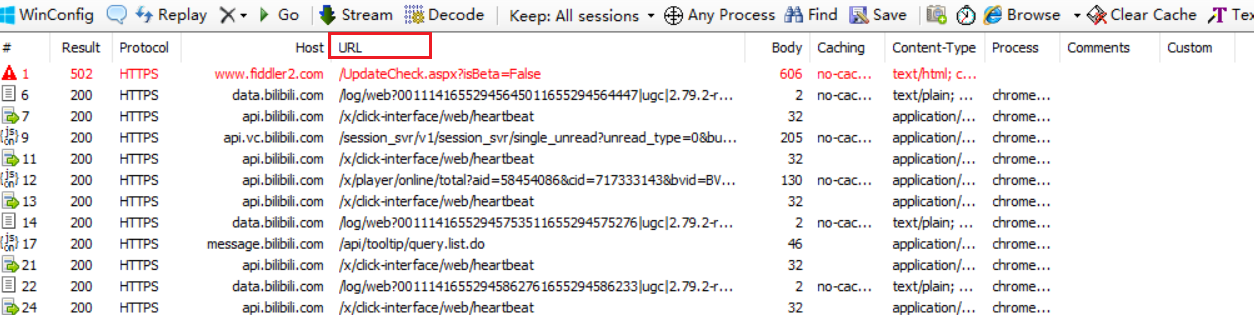 WinConfig Replay X Go Stream Decode Keep: All sessions Any Process Find Save Browse Clear Cache Tex
# Result Protocol Host URL Body Caching Content-Type Process Comments Custom
1 502 HTTPS www.fiddler2.com /UpdateCheck.aspx?isBeta=False 606 no-cac... text/html; c...
6 200 HTTPS data.bilibili.com /log/web?001114165529456450116552945644​47|ugc|2.79.2-r... 2 no-cac... text/plain; ... chrome...
7 200 HTTPS api.bilibili.com /x/click-interface/web/heartbeat 32 application/... chrome...
9 200 HTTPS api.vc.bilibili.com /session_svr/v1/session_svr/single_unread?unread_type=0&bu... 205 no-cac... application/... chrome...
11 200 HTTPS api.bilibili.com /x/click-interface/web/heartbeat 32 application/... chrome...
12 200 HTTPS api.bilibili.com /x/player/online/total?aid=58454086&cid=717333143&bvid=BV... 130 no-cac... application/... chrome...
13 200 HTTPS api.bilibili.com /x/click-interface/web/heartbeat 32 application/... chrome...
14 200 HTTPS data.bilibili.com /log/web?00111416552945753511655294575276|ugc|2.79.2-r... 2 no-cac... text/plain; ... chrome...
17 200 HTTPS message.bilibili.com /api/tooltip/query.list.do 46 application/... chrome...
21 200 HTTPS api.bilibili.com /x/click-interface/web/heartbeat 32 application/... chrome...
22 200 HTTPS data.bilibili.com /log/web?00111416552945862761655294586233|ugc|2.79.2-r... 2 no-cac... text/plain; ... chrome...
24 200 HTTPS api.bilibili.com /x/click-interface/web/heartbeat 32 application/... chrome...